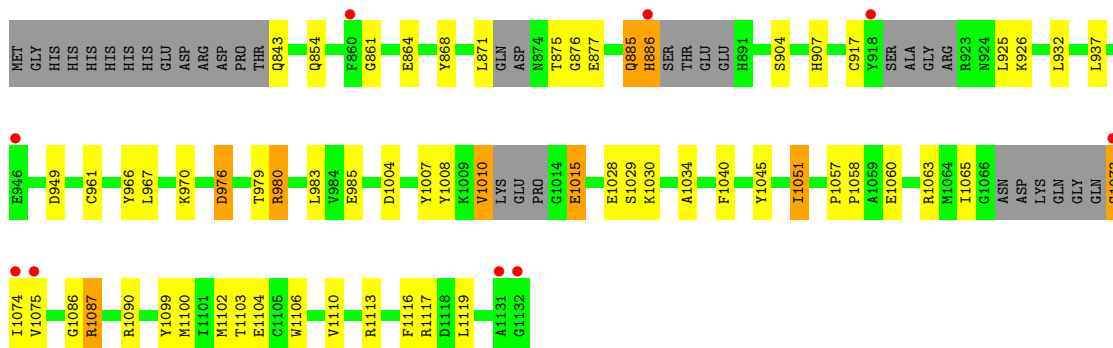 MET GLY HIS HIS HIS HIS HIS HIS GLU ASP ARG ASP PRO THR Q843 Q854 F860 G861 E864 Y868 L871 GLN ASP N874 T875 G876 E877 Q885 H886 SER THR GLU GLU H891 S904 H907 C917 Y918 SER ALA GLY ARG R923 N924 L925 K926 L932 L937
E946 D949 C961 Y966 L967 K970 D976 T979 R980 L983 V984 E985 D1004 Y1007 Y1008 K1009 V1010 LYS GLU PRO G1014 E1015 E1028 S1029 K1030 A1034 F1040 Y1045 I1051 P1057 P1058 A1059 E1060 R1063 M1064 I1065 G1066 ASN ASP LYS GLN GLY GLN S1073
I1074 V1075 G1086 R1087 R1090 Y1099 M1100 I1101 M1102 T1103 E1104 C1105 W1106 V1110 R1113 F1116 R1117 D1118 L1119 A1131 G1132